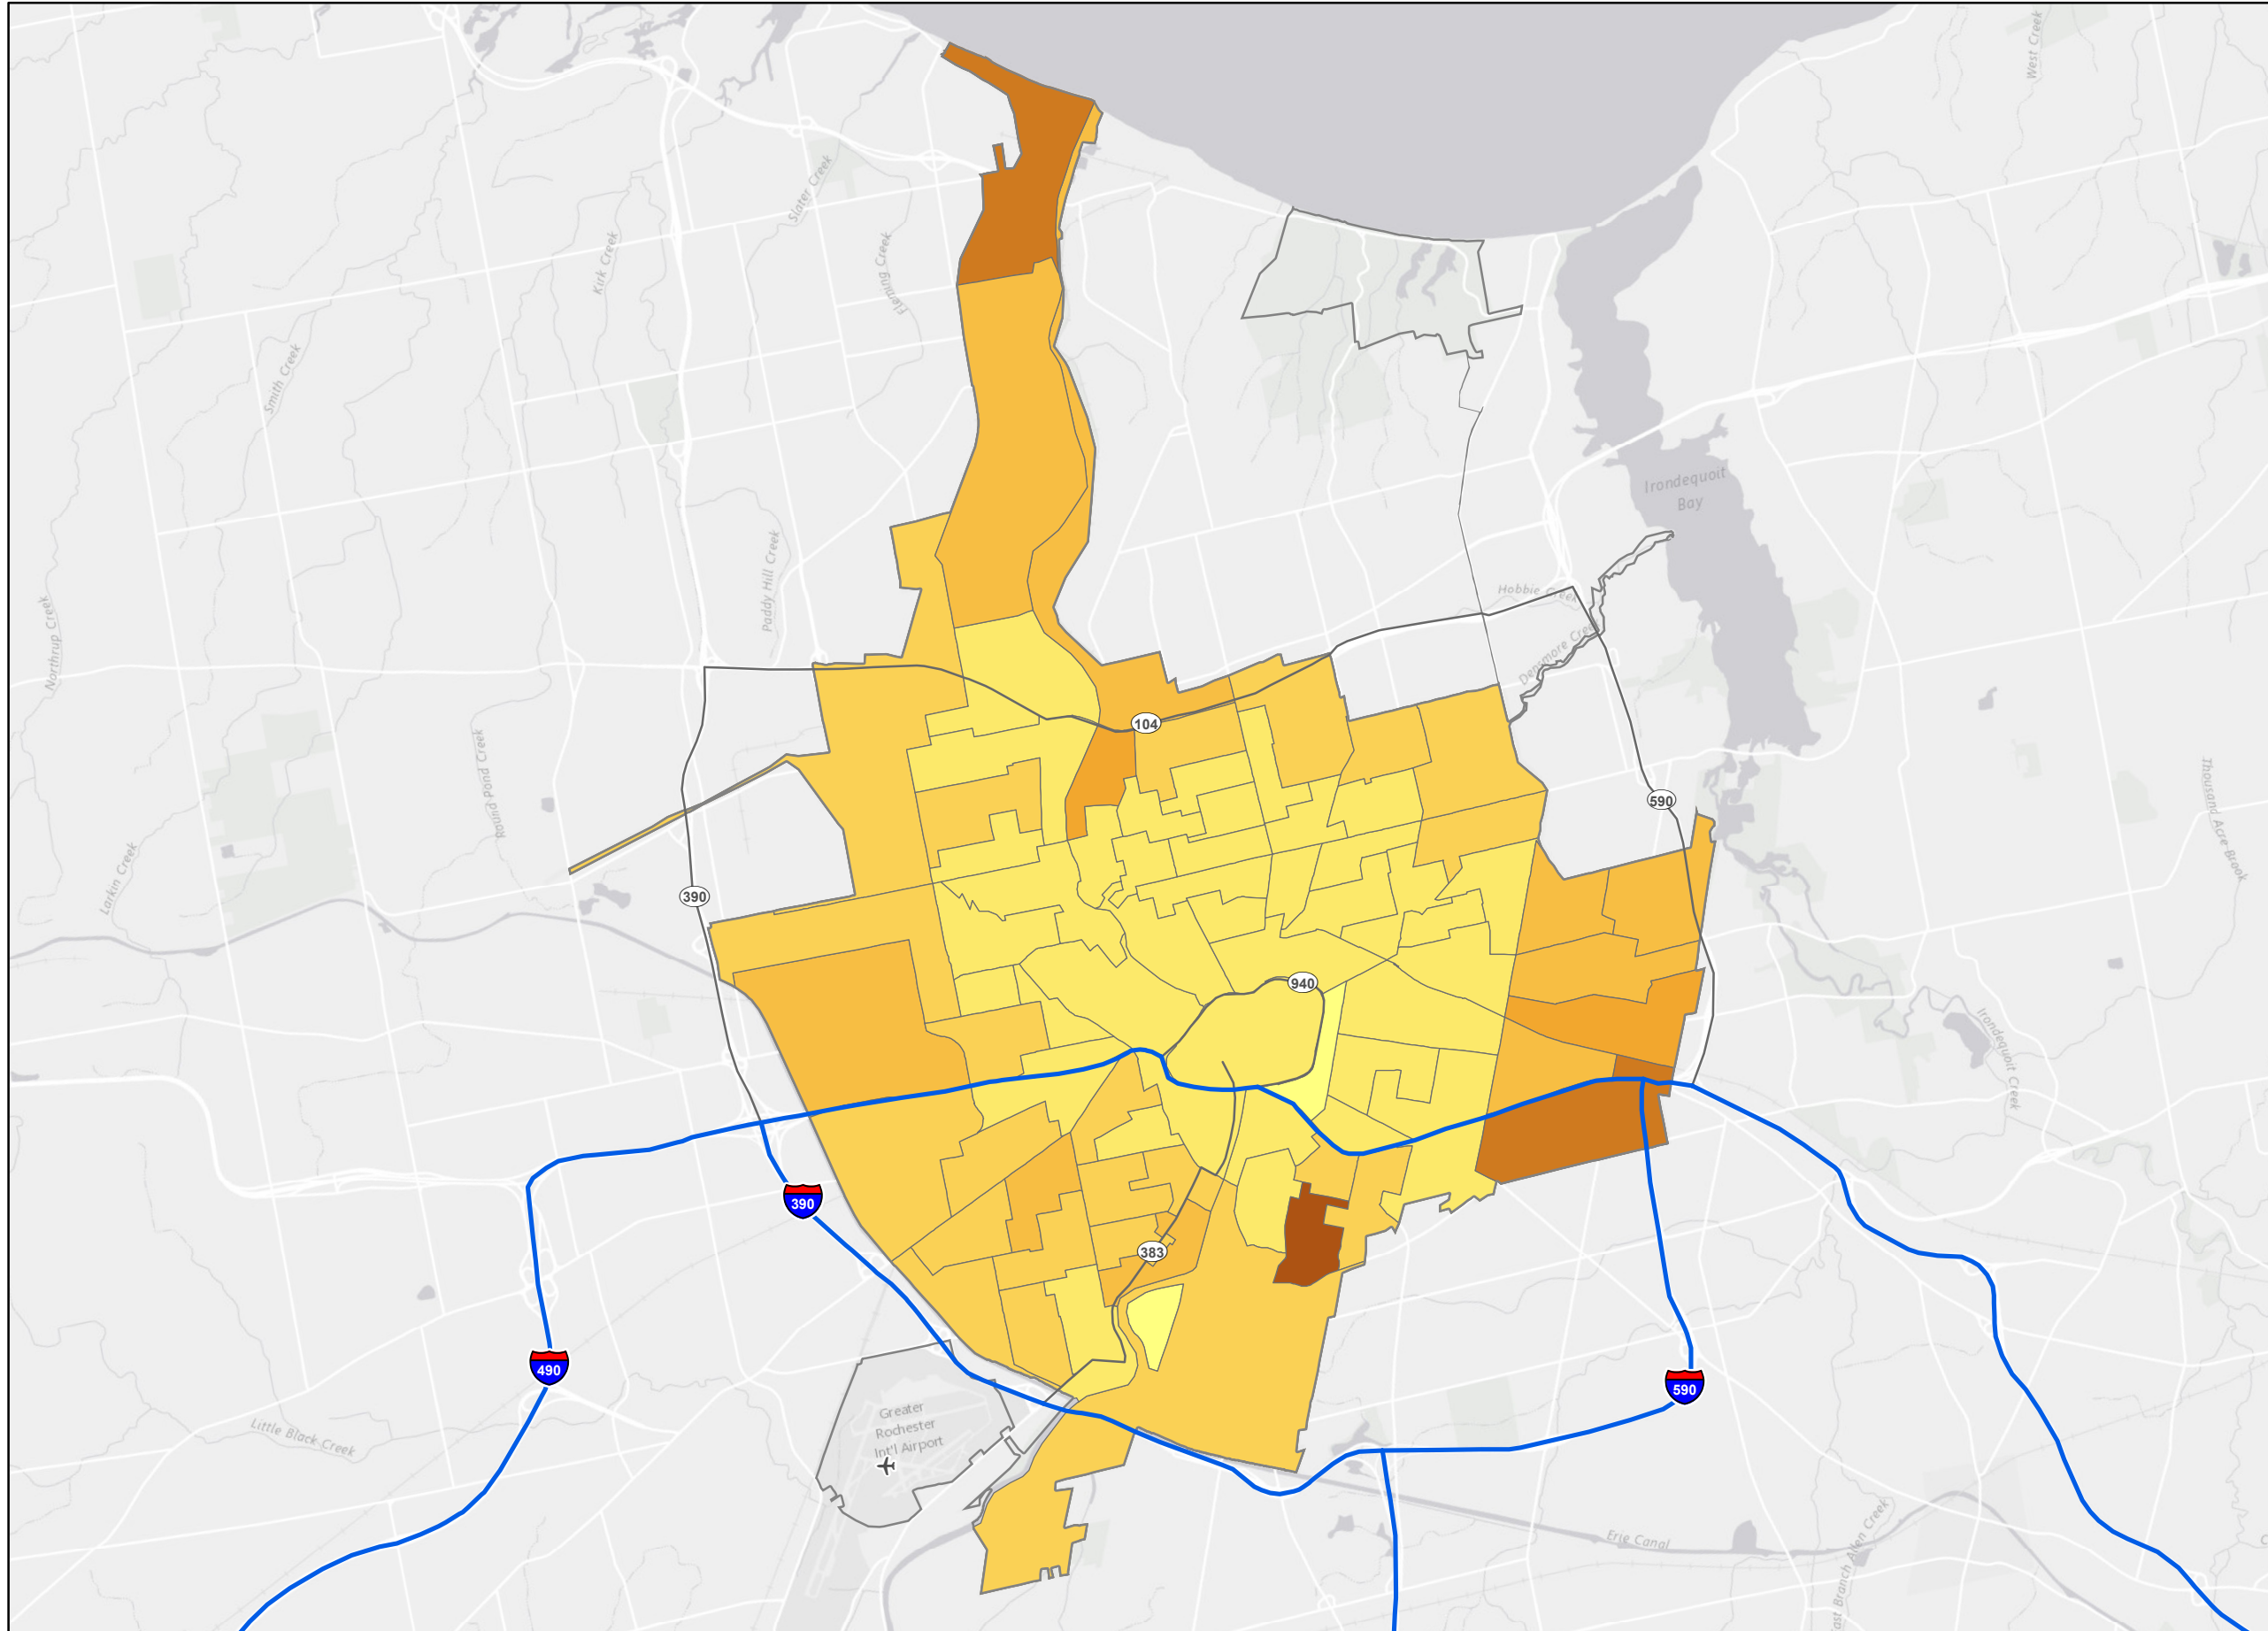 West Creek
Slater Creek
Kirk Creek
Fleming Creek
Smith Creek
Irondequoit
Bay
Paddy Hill Creek
Hobbie Creek
Northrup Creek
Densmore Creek
104
Round Pond Creek
Thousand Acre Brook
590
Larkin Creek
390
940
Irondequoit Creek
390
383
490
590
Greater
Rochester
Int'l Airport
Little Black Creek
Erie Canal
East Branch Allen Creek